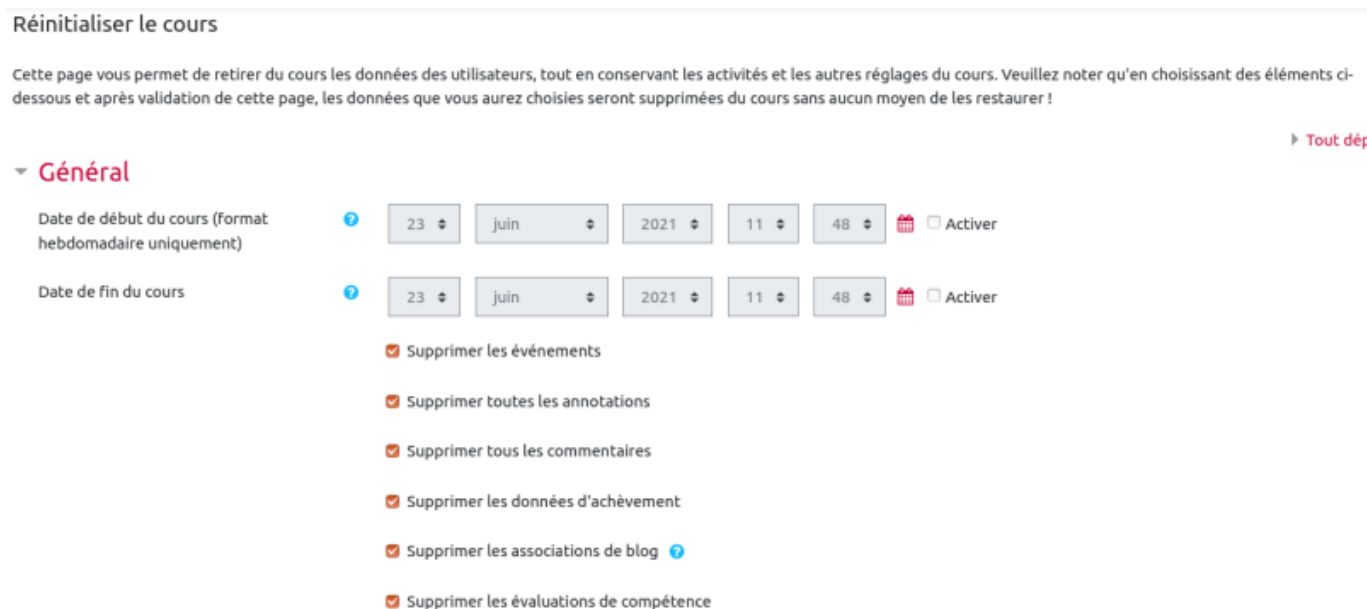 Réinitialiser le cours
Cette page vous permet de retirer du cours les données des utilisateurs, tout en conservant les activités et les autres réglages du cours. Veuillez noter qu'en choisissant des éléments ci-
dessous et après validation de cette page, les données que vous aurez choisies seront supprimées du cours sans aucun moyen de les restaurer !
Tout dép
Général
Date de début du cours (format
hebdomadaire uniquement)
? 23 juin 2021 11 48 Activer
Date de fin du cours ? 23 juin 2021 11 48 Activer
Supprimer les événements
Supprimer toutes les annotations
Supprimer tous les commentaires
Supprimer les données d'achèvement
Supprimer les associations de blog ?
Supprimer les évaluations de compétence